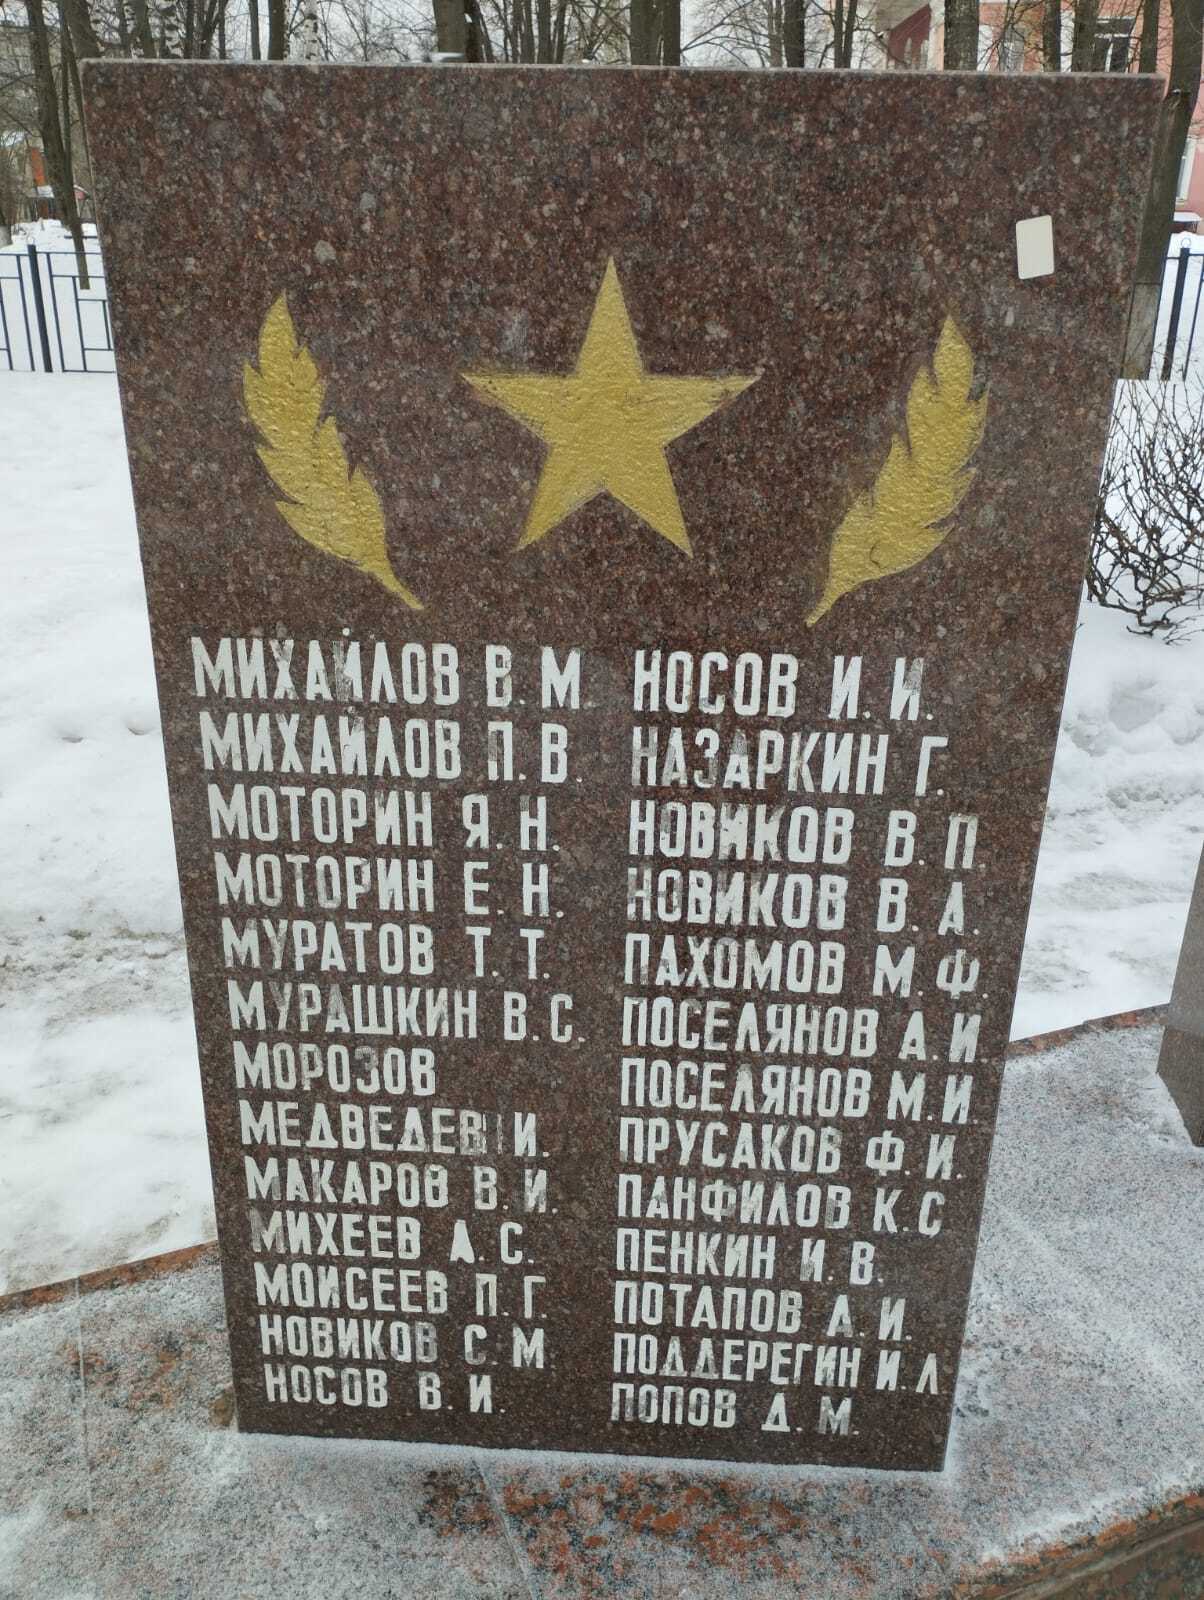 МИХАЙЛОВ В. М.
МИХАЙЛОВ П. В.
МОТОРИН Я. Н.
МОТОРИН Е. Н.
МУРАТОВ Т. Т.
МУРАШКИН В. С.
МОРОЗОВ
МЕДВЕДЕВ И.
МАКАРОВ В. И.
МИХЕЕВ А. С.
МОИСЕЕВ П. Г.
НОВИКОВ С. М
НОСОВ В. И.
НОСОВ И. И.
НАЗАРКИН Г.
НОВИКОВ В. П.
НОВИКОВ В. А.
ПАХОМОВ М. Ф.
ПОСЕЛЯНОВ А. И.
ПОСЕЛЯНОВ М. И.
ПРУСАКОВ Ф. И.
ПАНФИЛОВ К. С
ПЕНКИН И. В.
ПОТАПОВ А. И.
ПОДДЕРЕГИН И. Л
ПОПОВ Д. М.